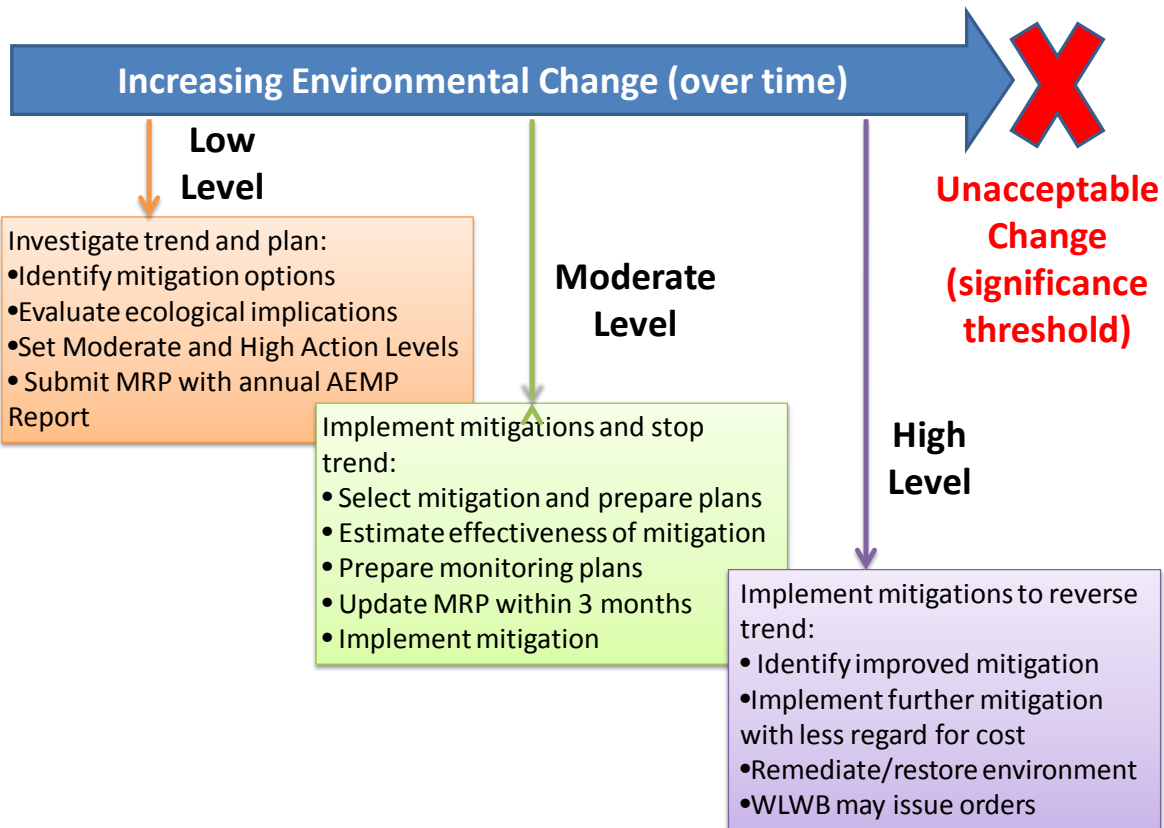 Increasing Environmental Change (over time)
Low
Level
Investigate trend and plan:
•Identify mitigation options
•Evaluate ecological implications
•Set Moderate and High Action Levels
• Submit MRP with annual AEMP
Report
Moderate
Level
Implement mitigations and stop
trend:
• Select mitigation and prepare plans
• Estimate effectiveness of mitigation
• Prepare monitoring plans
• Update MRP within 3 months
• Implement mitigation
High
Level
Implement mitigations to reverse
trend:
• Identify improved mitigation
•Implement further mitigation
with less regard for cost
•Remediate/restore environment
•WLWB may issue orders
Unacceptable
Change
(significance
threshold)